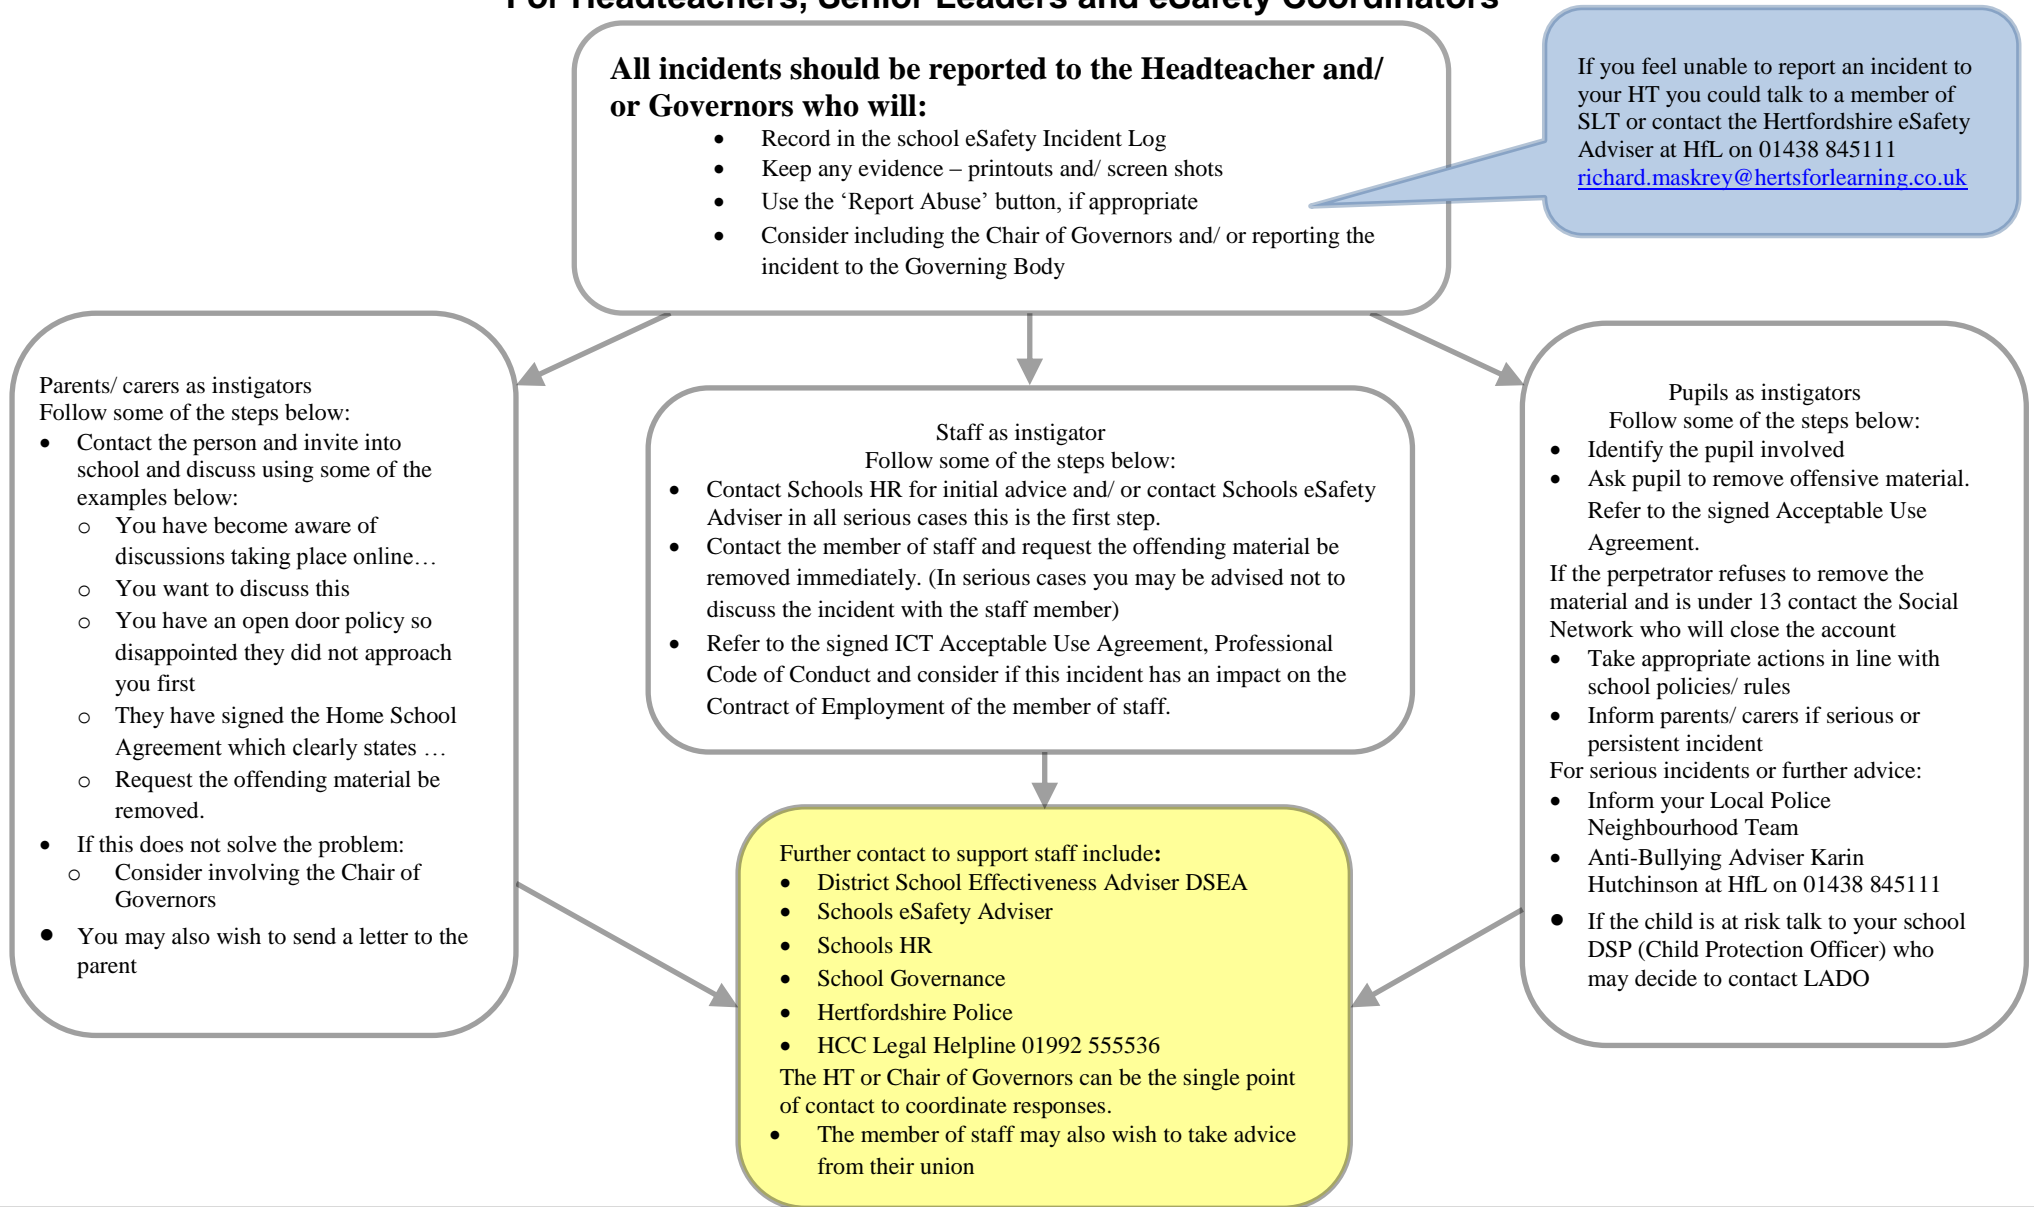 For Headteachers, Senior Leaders and eSafety Coordinators
All incidents should be reported to the Headteacher and/
or Governors who will:
• Record in the school eSafety Incident Log
• Keep any evidence – printouts and/ screen shots
• Use the ‘Report Abuse’ button, if appropriate
• Consider including the Chair of Governors and/ or reporting the
incident to the Governing Body
If you feel unable to report an incident to
your HT you could talk to a member of
SLT or contact the Hertfordshire eSafety
Adviser at HfL on 01438 845111
richard.maskrey@hertsforlearning.co.uk
Parents/ carers as instigators
Follow some of the steps below:
• Contact the person and invite into
school and discuss using some of the
examples below:
o You have become aware of
discussions taking place online…
o You want to discuss this
o You have an open door policy so
disappointed they did not approach
you first
o They have signed the Home School
Agreement which clearly states …
o Request the offending material be
removed.
• If this does not solve the problem:
o Consider involving the Chair of
Governors
• You may also wish to send a letter to the
parent
Staff as instigator
Follow some of the steps below:
• Contact Schools HR for initial advice and/ or contact Schools eSafety
Adviser in all serious cases this is the first step.
• Contact the member of staff and request the offending material be
removed immediately. (In serious cases you may be advised not to
discuss the incident with the staff member)
• Refer to the signed ICT Acceptable Use Agreement, Professional
Code of Conduct and consider if this incident has an impact on the
Contract of Employment of the member of staff.
Pupils as instigators
Follow some of the steps below:
• Identify the pupil involved
• Ask pupil to remove offensive material.
Refer to the signed Acceptable Use
Agreement.
If the perpetrator refuses to remove the
material and is under 13 contact the Social
Network who will close the account
• Take appropriate actions in line with
school policies/ rules
• Inform parents/ carers if serious or
persistent incident
For serious incidents or further advice:
• Inform your Local Police
Neighbourhood Team
• Anti-Bullying Adviser Karin
Hutchinson at HfL on 01438 845111
• If the child is at risk talk to your school
DSP (Child Protection Officer) who
may decide to contact LADO
Further contact to support staff include:
• District School Effectiveness Adviser DSEA
• Schools eSafety Adviser
• Schools HR
• School Governance
• Hertfordshire Police
• HCC Legal Helpline 01992 555536
The HT or Chair of Governors can be the single point
of contact to coordinate responses.
• The member of staff may also wish to take advice
from their union